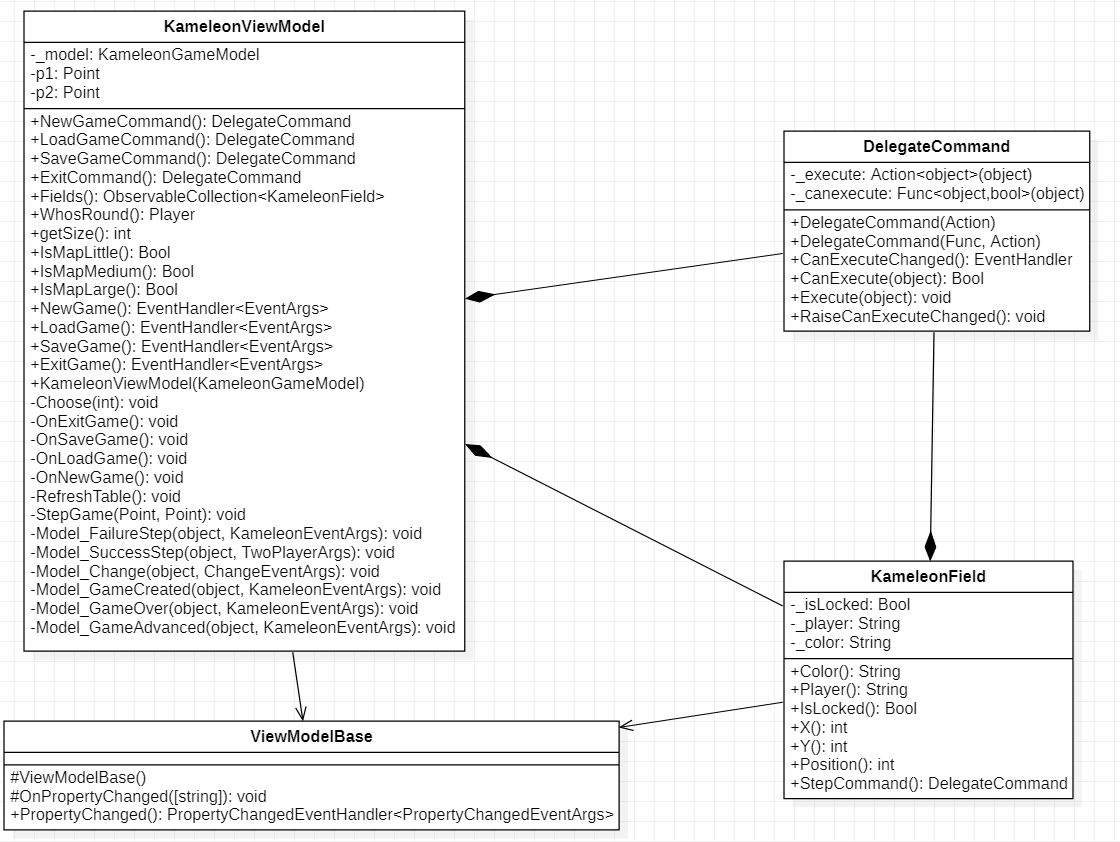 KameleonViewModel
-_model: KameleonGameModel
-p1: Point
-p2: Point
+NewGameCommand(): DelegateCommand
+LoadGameCommand(): DelegateCommand
+SaveGameCommand(): DelegateCommand
+ExitCommand(): DelegateCommand
+Fields(): ObservableCollection<KameleonField>
+WhosRound(): Player
+getSize(): int
+IsMapLittle(): Bool
+IsMapMedium(): Bool
+IsMapLarge(): Bool
+NewGame(): EventHandler<EventArgs>
+LoadGame(): EventHandler<EventArgs>
+SaveGame(): EventHandler<EventArgs>
+ExitGame(): EventHandler<EventArgs>
+KameleonViewModel(KameleonGameModel)
-Choose(int): void
-OnExitGame(): void
-OnSaveGame(): void
-OnLoadGame(): void
-OnNewGame(): void
-RefreshTable(): void
-StepGame(Point, Point): void
-Model_FailureStep(object, KameleonEventArgs): void
-Model_SuccessStep(object, TwoPlayerArgs): void
-Model_Change(object, ChangeEventArgs): void
-Model_GameCreated(object, KameleonEventArgs): void
-Model_GameOver(object, KameleonEventArgs): void
-Model_GameAdvanced(object, KameleonEventArgs): void
DelegateCommand
-_execute: Action<object>(object)
-_canexecute: Func<object,bool>(object)
+DelegateCommand(Action)
+DelegateCommand(Func, Action)
+CanExecuteChanged(): EventHandler
+CanExecute(object): Bool
+Execute(object): void
+RaiseCanExecuteChanged(): void
KameleonField
-_isLocked: Bool
-_player: String
-_color: String
+Color(): String
+Player(): String
+IsLocked(): Bool
+X(): int
+Y(): int
+Position(): int
+StepCommand(): DelegateCommand
ViewModelBase
#ViewModelBase()
#OnPropertyChanged([string]): void
+PropertyChanged(): PropertyChangedEventHandler<PropertyChangedEventArgs>